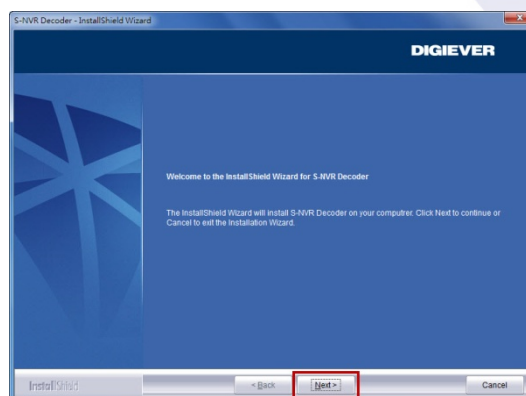 S-NVR Decoder - InstallShield Wizard
DIGIEVER
Welcome to the InstallShield Wizard for S-NVR Decoder
The InstallShield Wizard will install S-NVR Decoder on your computrer. Click Next to continue or
Cancel to exit the Installation Wizard.
InstallShield
< Back
Next >
Cancel